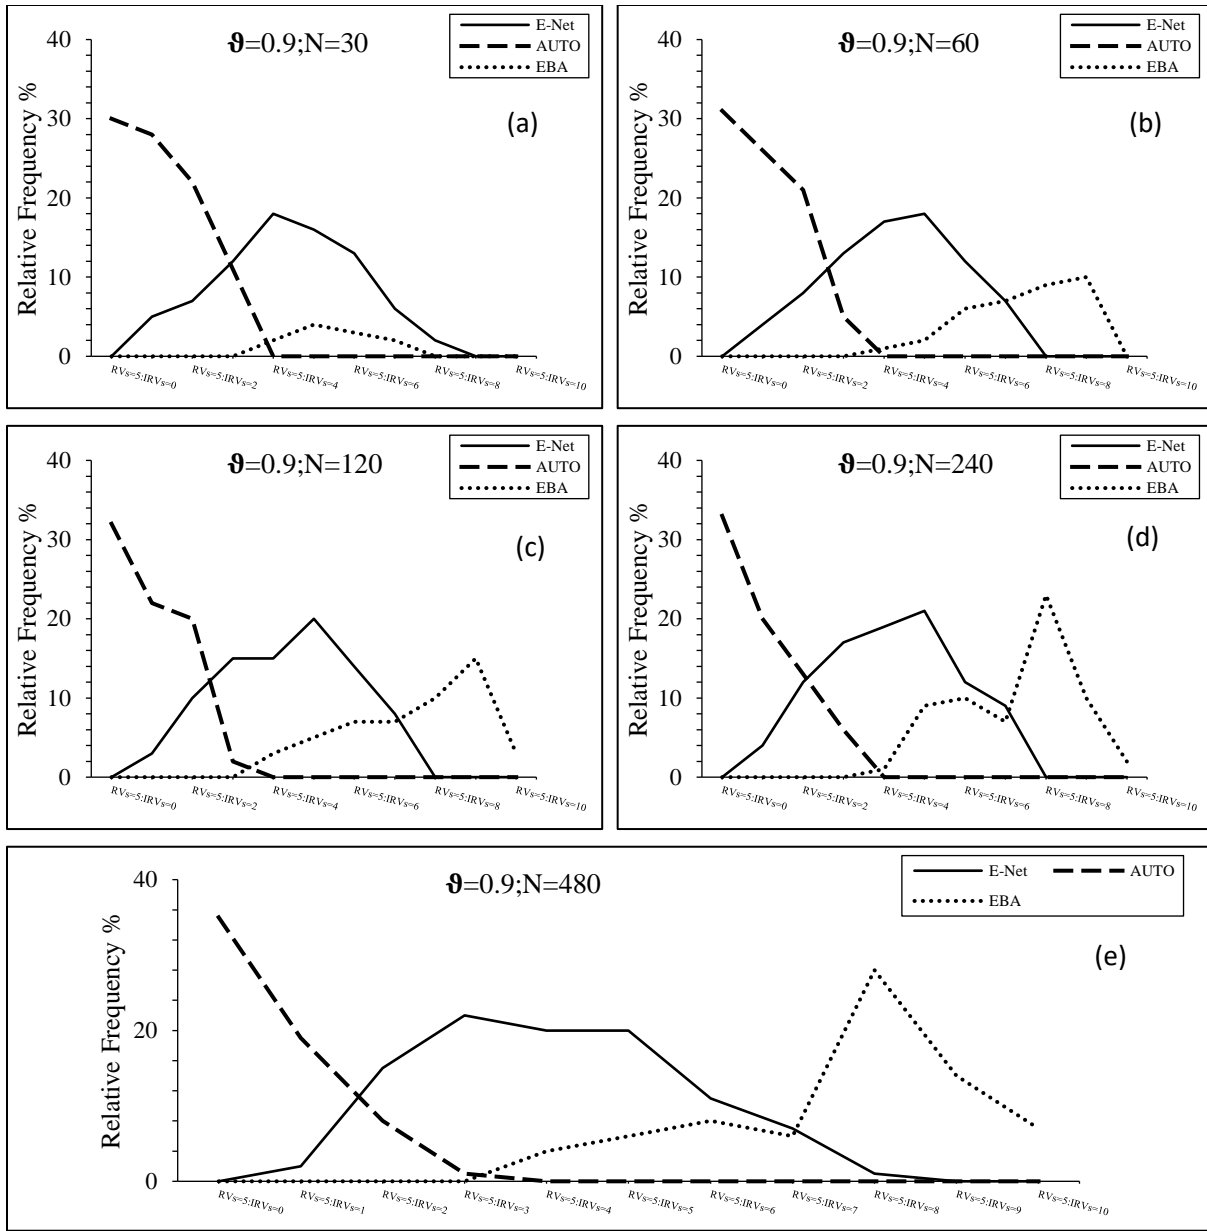 ϑ=0.9;N=30
E-Net
AUTO
EBA
(a)
Relative Frequency %
40
30
20
10
0
RVs=5:IRVs=0
RVs=5:IRVs=2
RVs=5:IRVs=4
RVs=5:IRVs=6
RVs=5:IRVs=8
RVs=5:IRVs=10
ϑ=0.9;N=60
E-Net
AUTO
EBA
(b)
Relative Frequency %
40
30
20
10
0
RVs=5:IRVs=0
RVs=5:IRVs=2
RVs=5:IRVs=4
RVs=5:IRVs=6
RVs=5:IRVs=8
RVs=5:IRVs=10
ϑ=0.9;N=120
E-Net
AUTO
EBA
(c)
Relative Frequency %
40
30
20
10
0
RVs=5:IRVs=0
RVs=5:IRVs=2
RVs=5:IRVs=4
RVs=5:IRVs=6
RVs=5:IRVs=8
RVs=5:IRVs=10
ϑ=0.9;N=240
E-Net
AUTO
EBA
(d)
Relative Frequency %
40
30
20
10
0
RVs=5:IRVs=0
RVs=5:IRVs=2
RVs=5:IRVs=4
RVs=5:IRVs=6
RVs=5:IRVs=8
RVs=5:IRVs=10
ϑ=0.9;N=480
E-Net AUTO
EBA
(e)
Relative Frequency %
40
20
0
RVs=5:IRVs=0
RVs=5:IRVs=1
RVs=5:IRVs=2
RVs=5:IRVs=3
RVs=5:IRVs=4
RVs=5:IRVs=5
RVs=5:IRVs=6
RVs=5:IRVs=7
RVs=5:IRVs=8
RVs=5:IRVs=9
RVs=5:IRVs=10